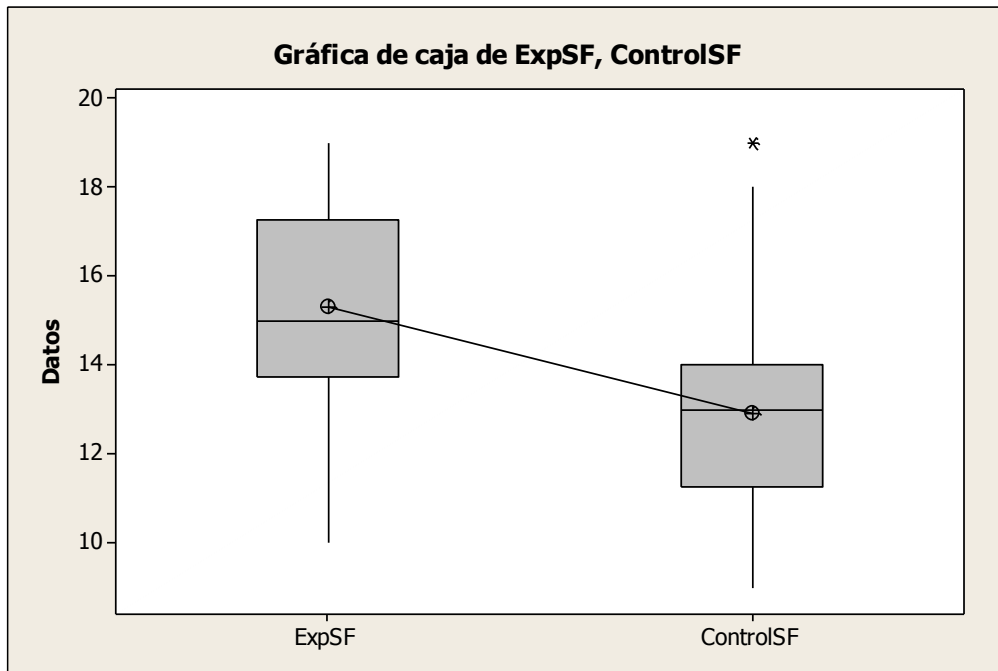 Gráfica de caja de ExpSF, ControlSF
20
18
16
14
12
10
Datos
ExpSF
ControlSF